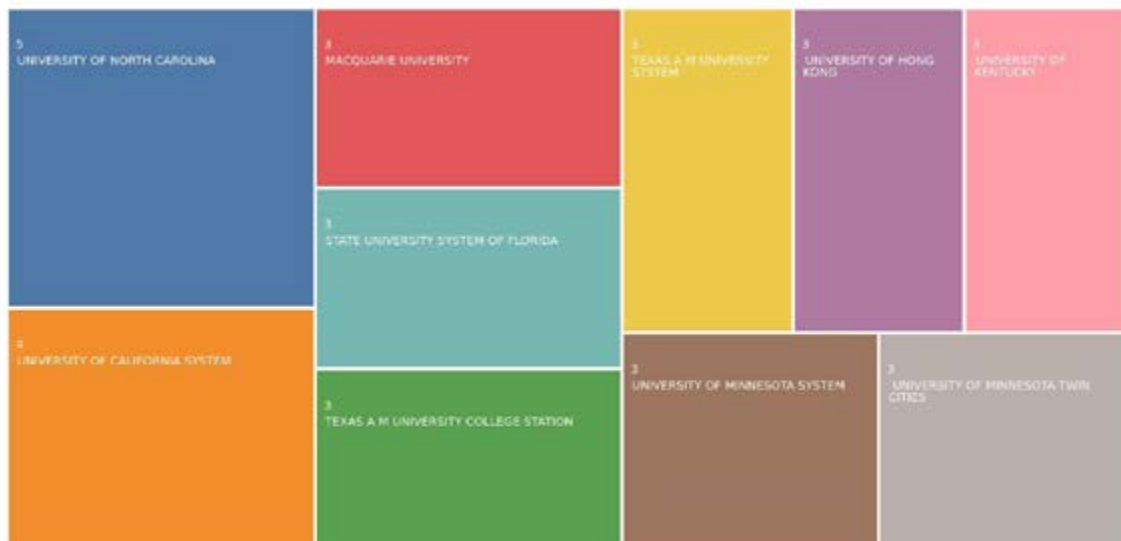 5
UNIVERSITY OF NORTH CAROLINA
3
MACQUARIE UNIVERSITY
3
TEXAS A M UNIVERSITY
SYSTEM
3
UNIVERSITY OF HONG
KONG
3
UNIVERSITY OF
KENTUCKY
3
STATE UNIVERSITY SYSTEM OF FLORIDA
4
UNIVERSITY OF CALIFORNIA SYSTEM
3
TEXAS A M UNIVERSITY COLLEGE STATION
3
UNIVERSITY OF MINNESOTA SYSTEM
3
UNIVERSITY OF MINNESOTA TWIN
CITIES